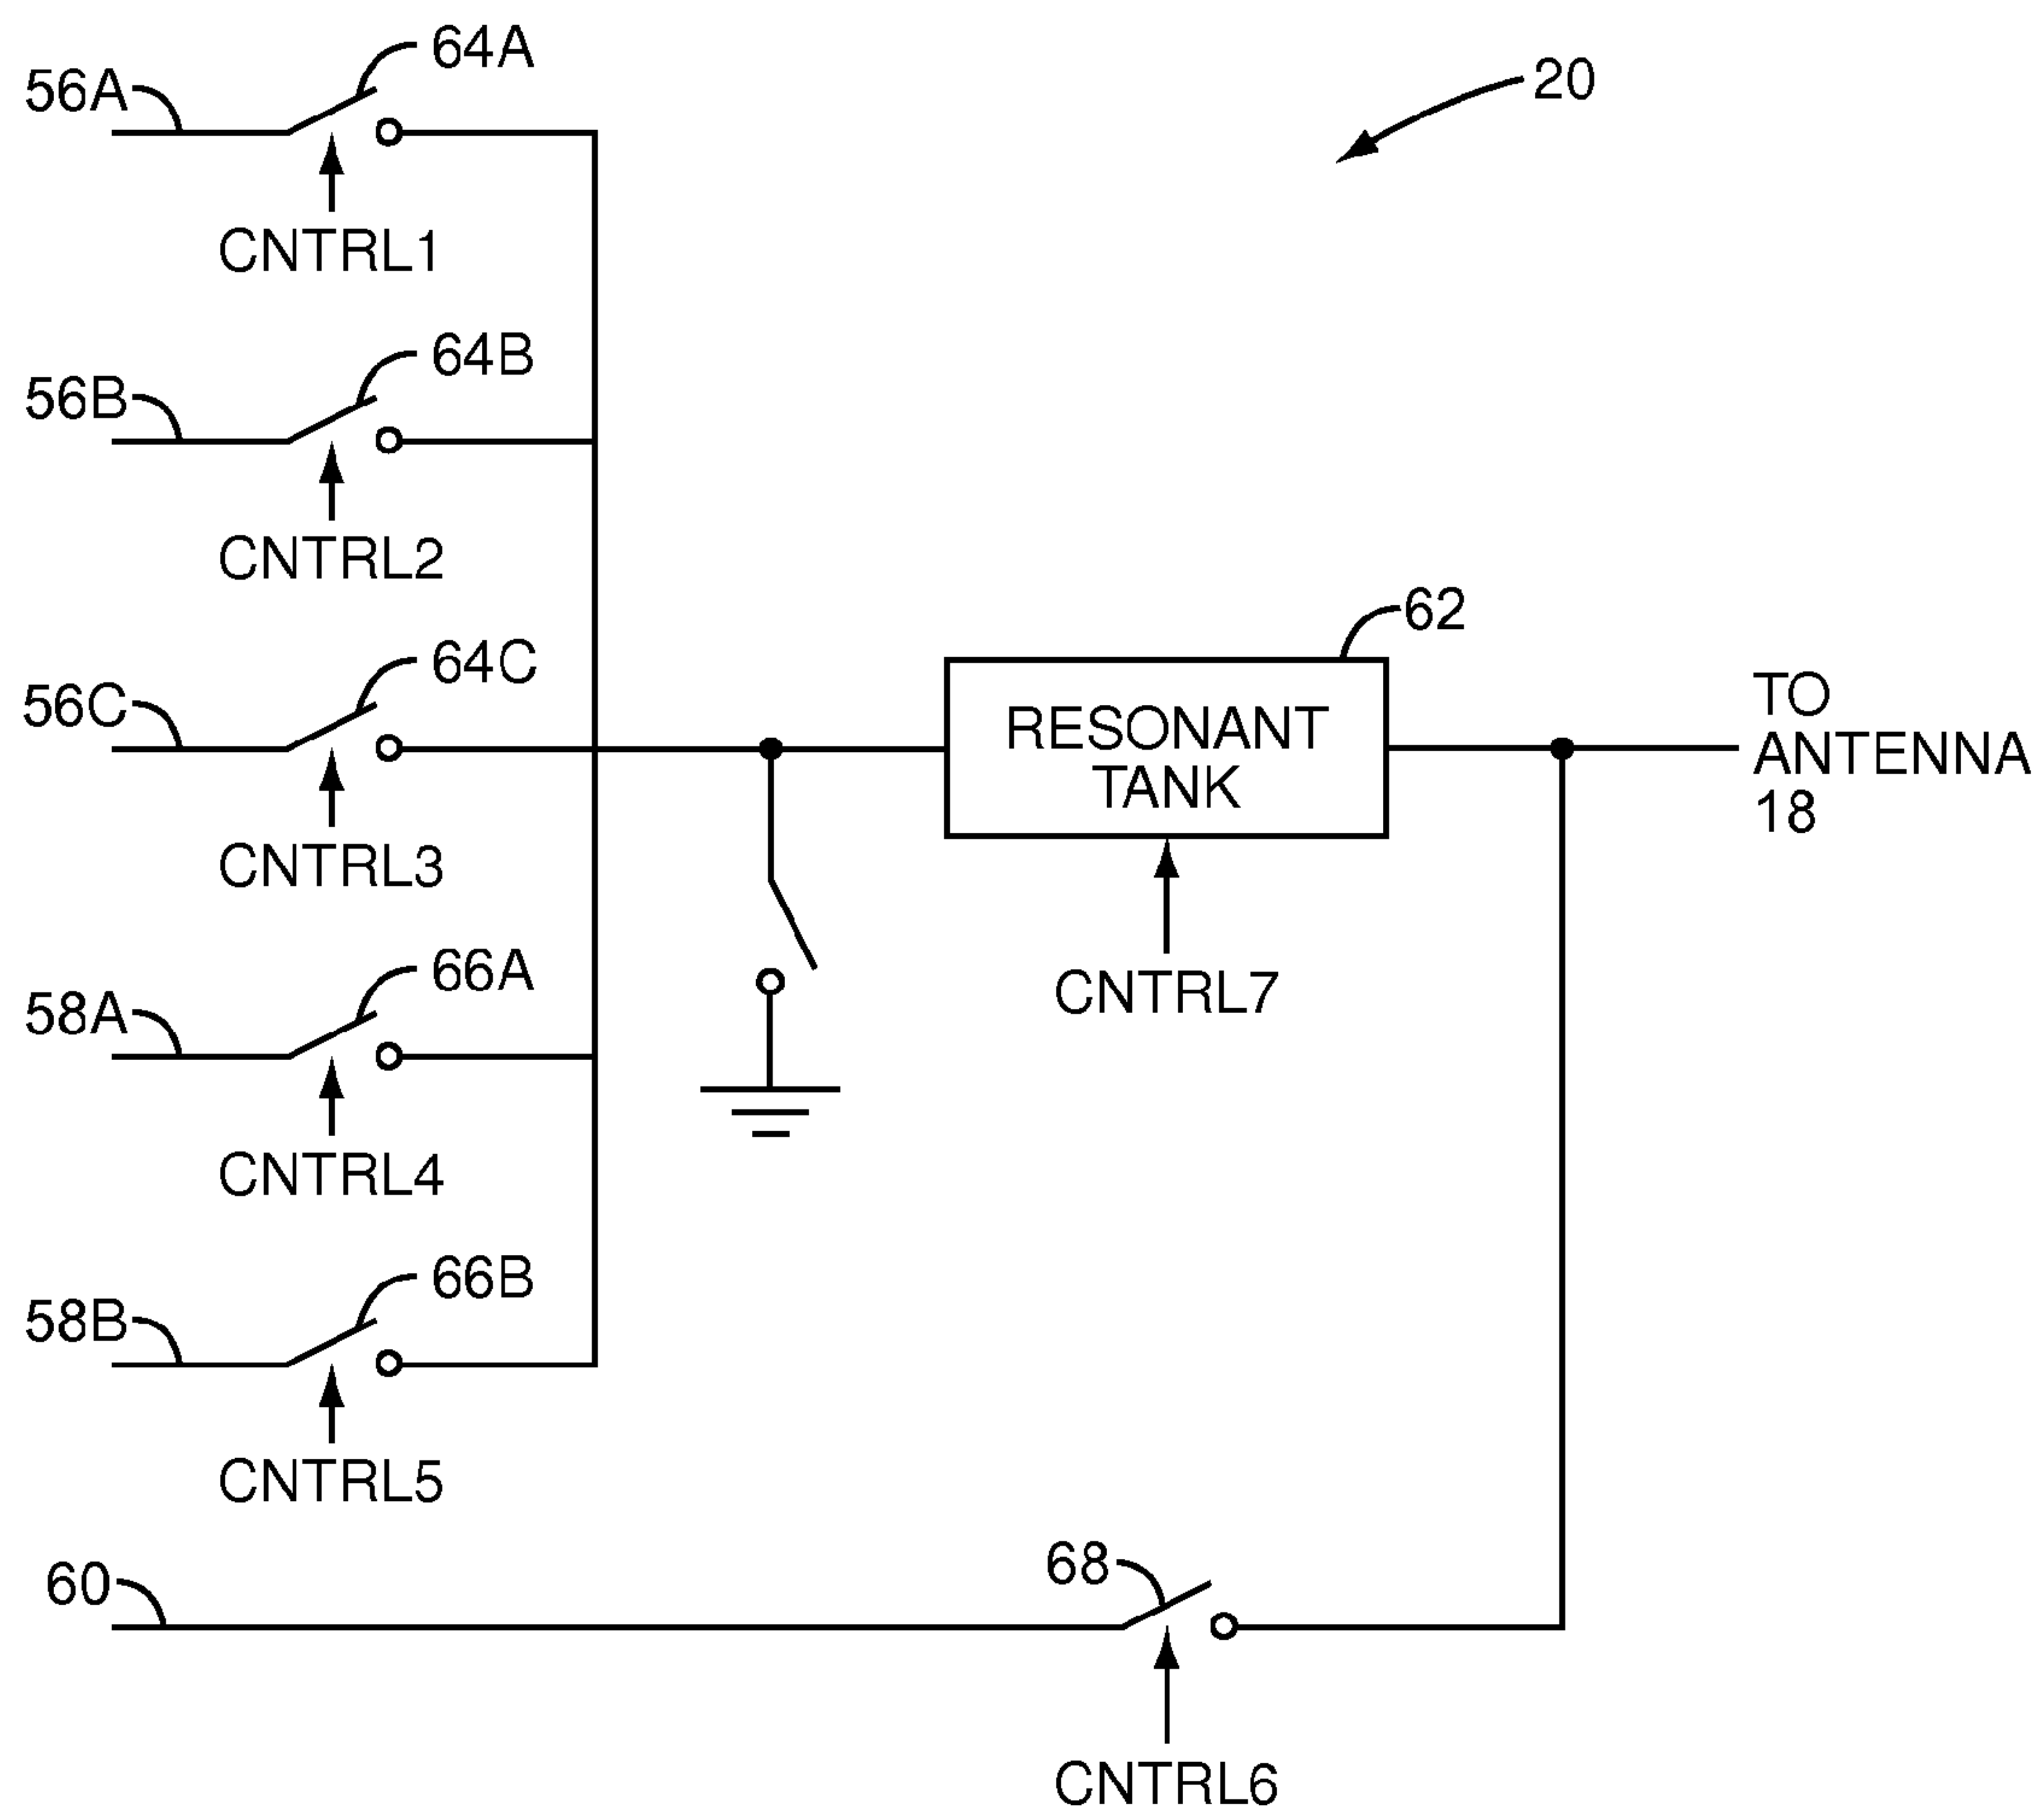 64A
56A
20
CNTRL1
64B
56B
CNTRL2
64C
56C
62
RESONANT
TANK
TO
ANTENNA
18
CNTRL3
66A
58A
CNTRL7
CNTRL4
66B
58B
CNTRL5
68
60
CNTRL6